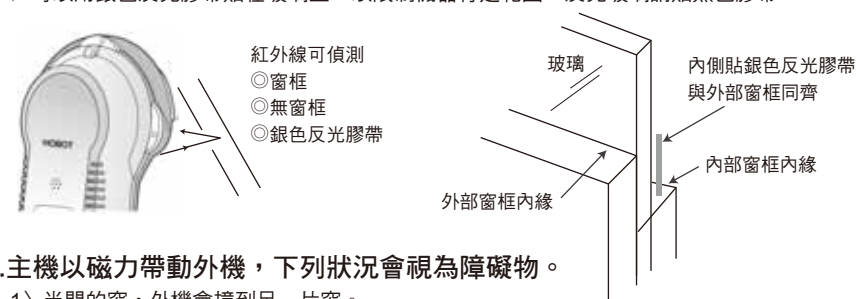 紅外線可偵測
◎窗框
◎無窗框
◎銀色反光膠帶
HOBOT
玻璃
內側貼銀色反光膠帶
與外部窗框同齊
內部窗框內緣
外部窗框內緣
.主機以磁力帶動外機，下列狀況會視為障礙物。